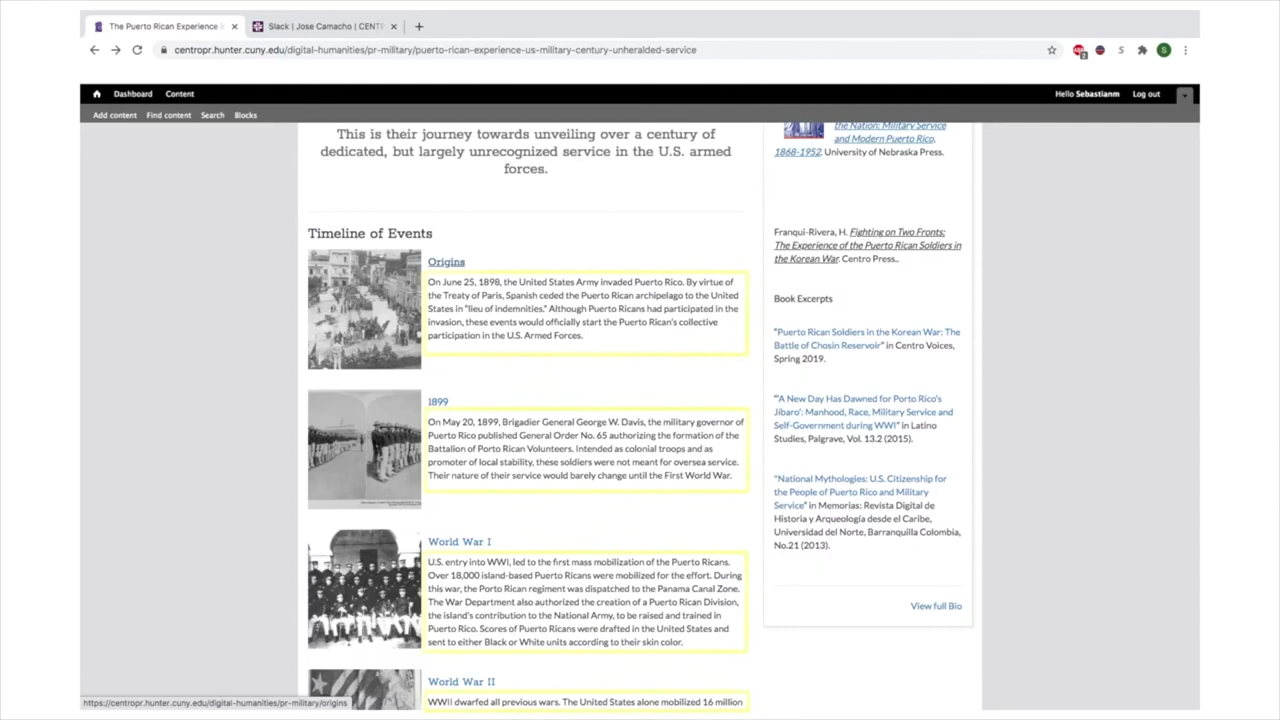 The Puerto Rican Experience i
Slack | Jose Camacho | CENT
centropr.hunter.cuny.edu/digital-humanities/pr-military/puerto-rican-experience-us-military-century-unheralded-service
Dashboard Content
Hello Sebastianm Log out
Add content Find content Search Blocks
This is their journey towards unveiling over a century of
dedicated, but largely unrecognized service in the U.S. armed
forces.
Timeline of Events
Origins
On June 25, 1898, the United States Army invaded Puerto Rico. By virtue of
the Treaty of Paris, Spanish ceded the Puerto Rican archipelago to the United
States in "lieu of indemnities." Although Puerto Ricans had participated in the
invasion, these events would officially start the Puerto Rican's collective
participation in the U.S. Armed Forces.
1899
On May 20, 1899, Brigadier General George W. Davis, the military governor of
Puerto Rico published General Order No. 65 authorizing the formation of the
Battalion of Porto Rican Volunteers. Intended as colonial troops and as
promoter of local stability, these soldiers were not meant for oversea service.
Their nature of their service would barely change until the First World War.
World War I
U.S. entry into WWI, led to the first mass mobilization of the Puerto Ricans.
Over 18,000 island-based Puerto Ricans were mobilized for the effort. During
this war, the Porto Rican regiment was dispatched to the Panama Canal Zone.
The War Department also authorized the creation of a Puerto Rican Division,
the island's contribution to the National Army, to be raised and trained in
Puerto Rico. Scores of Puerto Ricans were drafted in the United States and
sent to either Black or White units according to their skin color.
World War II
WWII dwarfed all previous wars. The United States alone mobilized 16 million
the Nation: Military Service
and Modern Puerto Rico,
1868-1952. University of Nebraska Press.
Franqui-Rivera, H. Fighting on Two Fronts:
The Experience of the Puerto Rican Soldiers in
the Korean War. Centro Press..
Book Excerpts
"Puerto Rican Soldiers in the Korean War: The
Battle of Chosin Reservoir" in Centro Voices,
Spring 2019.
""A New Day Has Dawned for Porto Rico's
Jíbaro': Manhood, Race, Military Service and
Self-Government during WWI" in Latino
Studies, Palgrave, Vol. 13.2 (2015).
"National Mythologies: U.S. Citizenship for
the People of Puerto Rico and Military
Service" in Memorias: Revista Digital de
Historia y Arqueología desde el Caribe,
Universidad del Norte, Barranquilla Colombia,
No.21 (2013).
View full Bio
https://centropr.hunter.cuny.edu/digital-humanities/pr-military/origins